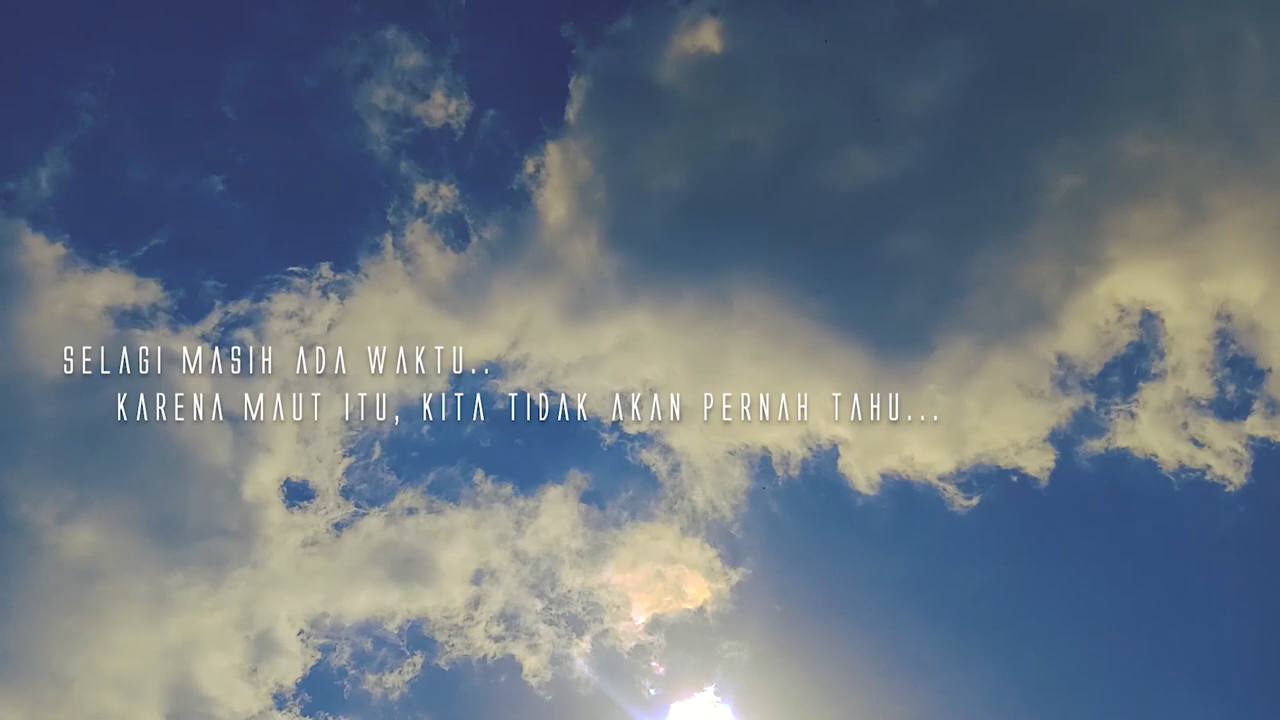 SELAGI MASIH ADA WAKTU..
KARENA MAUT ITU, KITA TIDAK AKAN PERNAH TAHU...